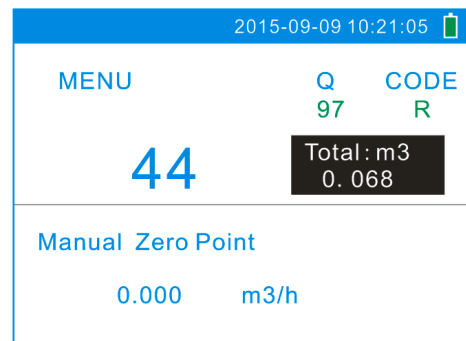 2015-09-09 10:21:05
MENU Q CODE
97 R
44
Total: m3
0. 068
Manual Zero Point
0.000 m3/h